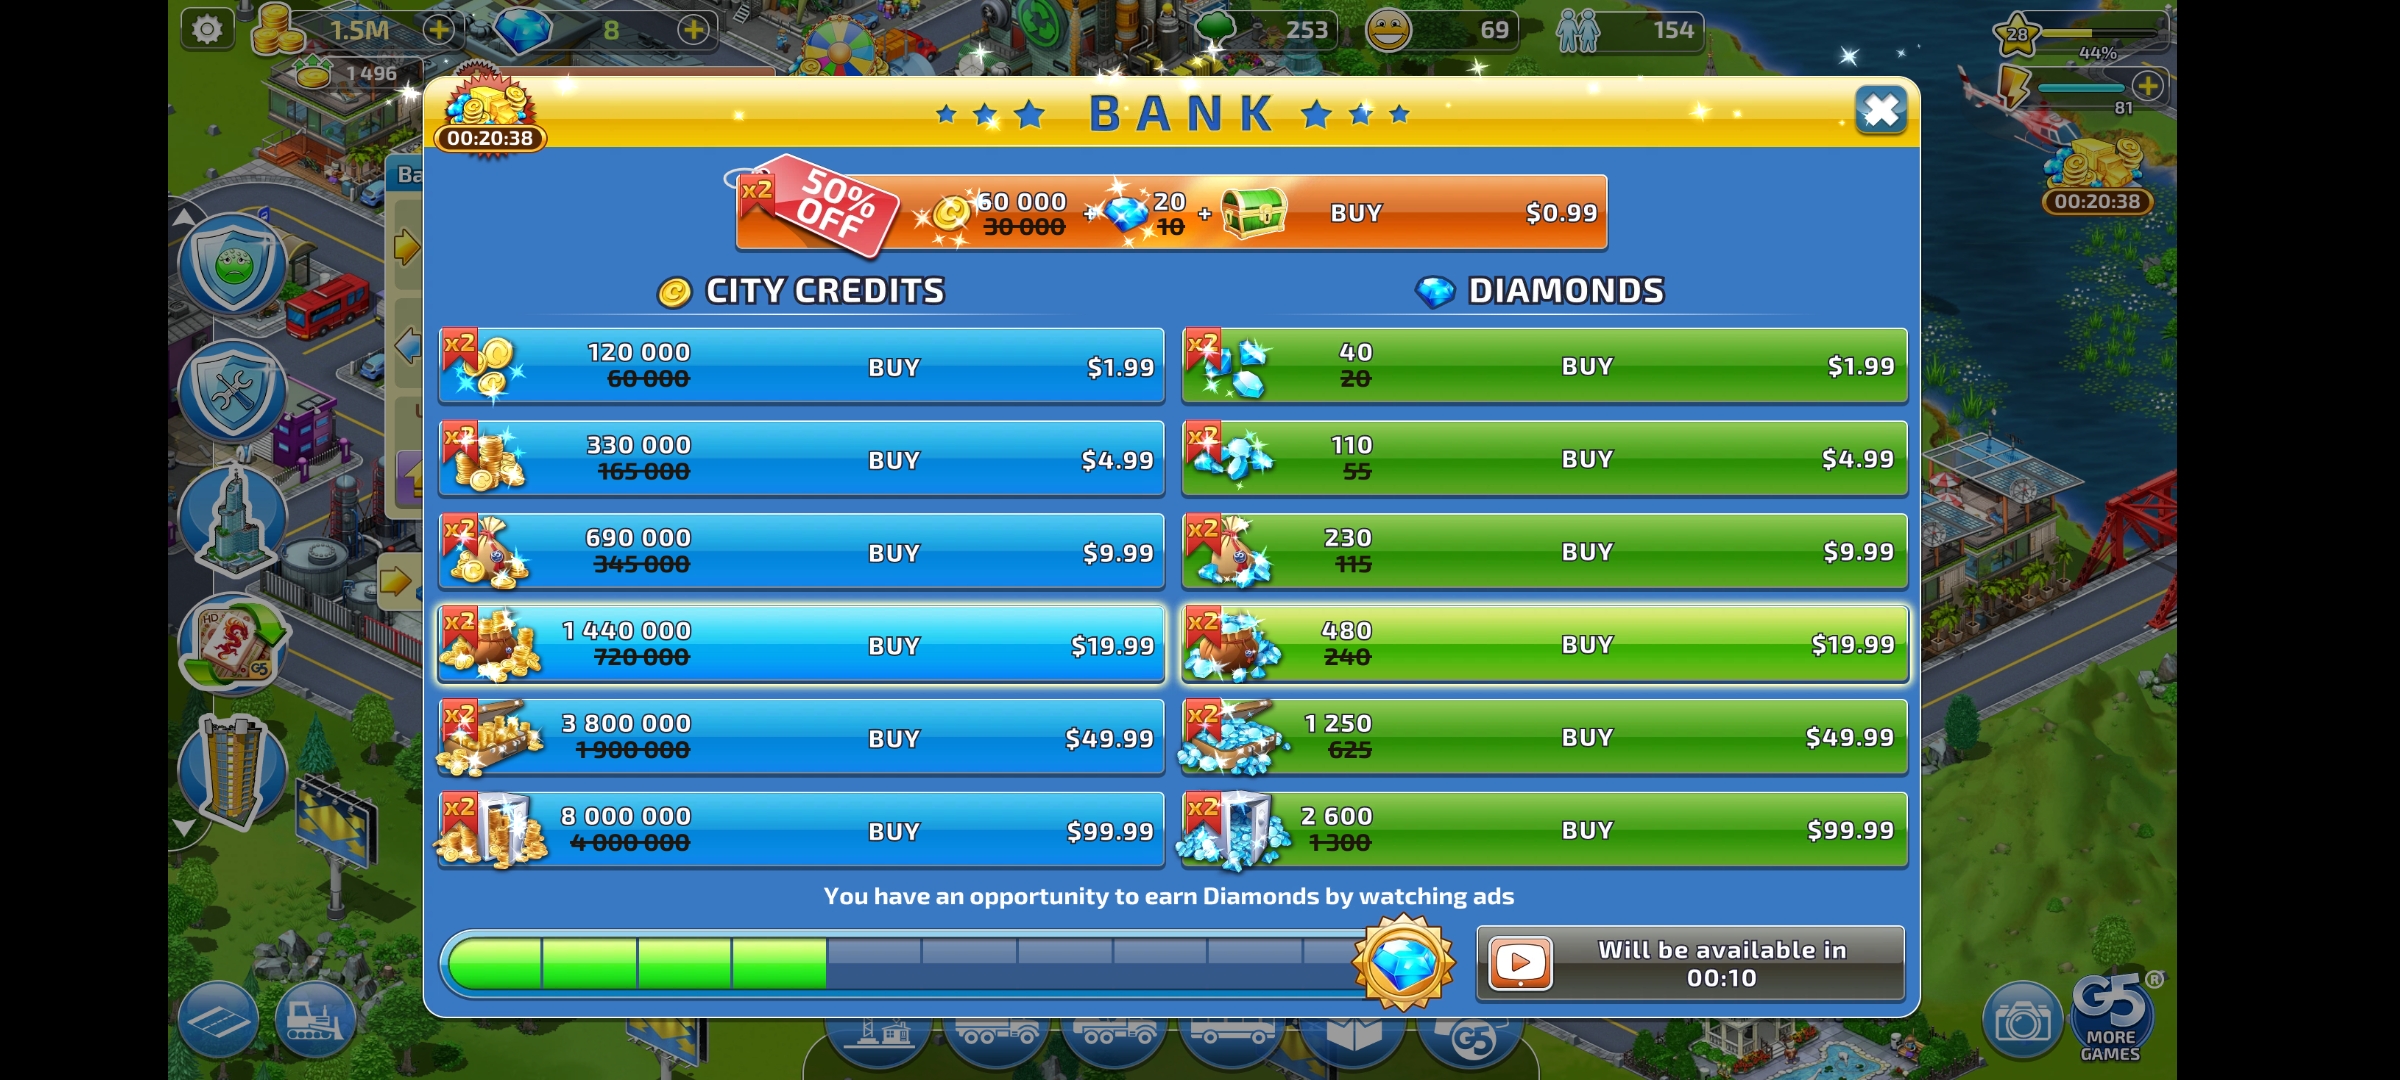 1.5M
8
253
69
154
28
44%
1 496
81
00:20:38
BANK
00:20:38
Ba
x2
50%
OFF
60 000
30 000
+
20
10
+
BUY
$0.99
CITY CREDITS
DIAMONDS
x2
120 000
60 000
BUY
$1.99
x2
40
20
BUY
$1.99
x2
330 000
165 000
BUY
$4.99
x2
110
55
BUY
$4.99
x2
690 000
345 000
BUY
$9.99
x2
230
115
BUY
$9.99
x2
1 440 000
720 000
BUY
$19.99
x2
480
240
BUY
$19.99
x2
3 800 000
1 900 000
BUY
$49.99
x2
1 250
625
BUY
$49.99
x2
8 000 000
4 000 000
BUY
$99.99
x2
2 600
1 300
BUY
$99.99
HD
G5
You have an opportunity to earn Diamonds by watching ads
Will be available in
00:10
G5
G5®
MORE
GAMES